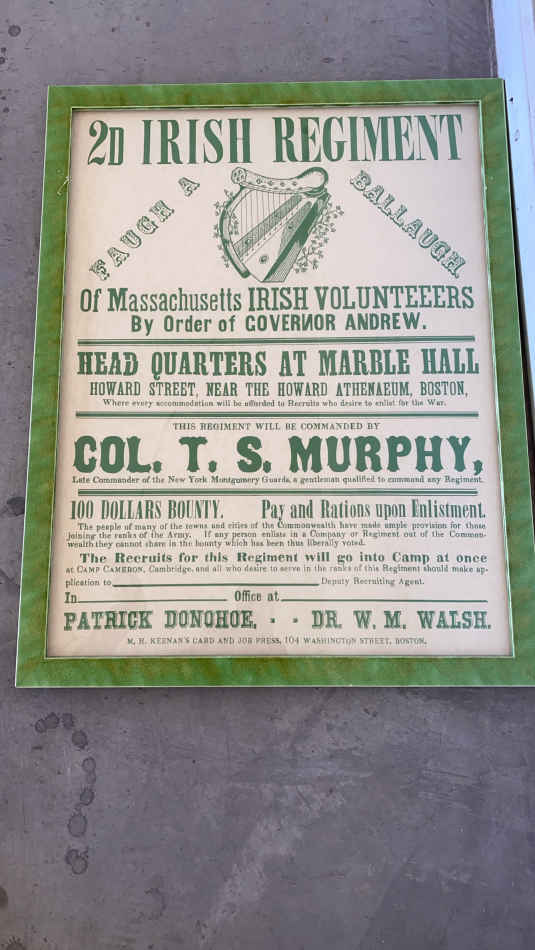 2D IRISH REGIMENT
FAUGH A BALLAUGH
Of Massachusetts IRISH VOLUNTEEERS
By Order of GOVERNOR ANDREW.
HEAD QUARTERS AT MARBLE HALL
HOWARD STREET, NEAR THE HOWARD ATHENAEUM, BOSTON,
Where every accommodation will be afforded to Recruits who desire to enlist for the War.
THIS REGIMENT WILL BE COMMANDED BY
COL. T. S. MURPHY,
Late Commander of the New York Montgomery Guards, a gentleman qualified to command any Regiment.
100 DOLLARS BOUNTY. Pay and Rations upon Enlistment.
The people of many of the towns and cities of the Commonwealth have made ample provision for those
joining the ranks of the Army. If any person enlists in a Company or Regiment out of the Common-
wealth they cannot share in the bounty which has been thus liberally voted.
The Recruits for this Regiment will go into Camp at once
at CAMP CAMERON, Cambridge, and all who desire to serve in the ranks of this Regiment should make ap-
plication to Deputy Recruiting Agent.
In Office at
PATRICK DONOHOE, - - DR. W. M. WALSH.
M. H. KEENAN'S CARD AND JOB PRESS, 104 WASHINGTON STREET, BOSTON.